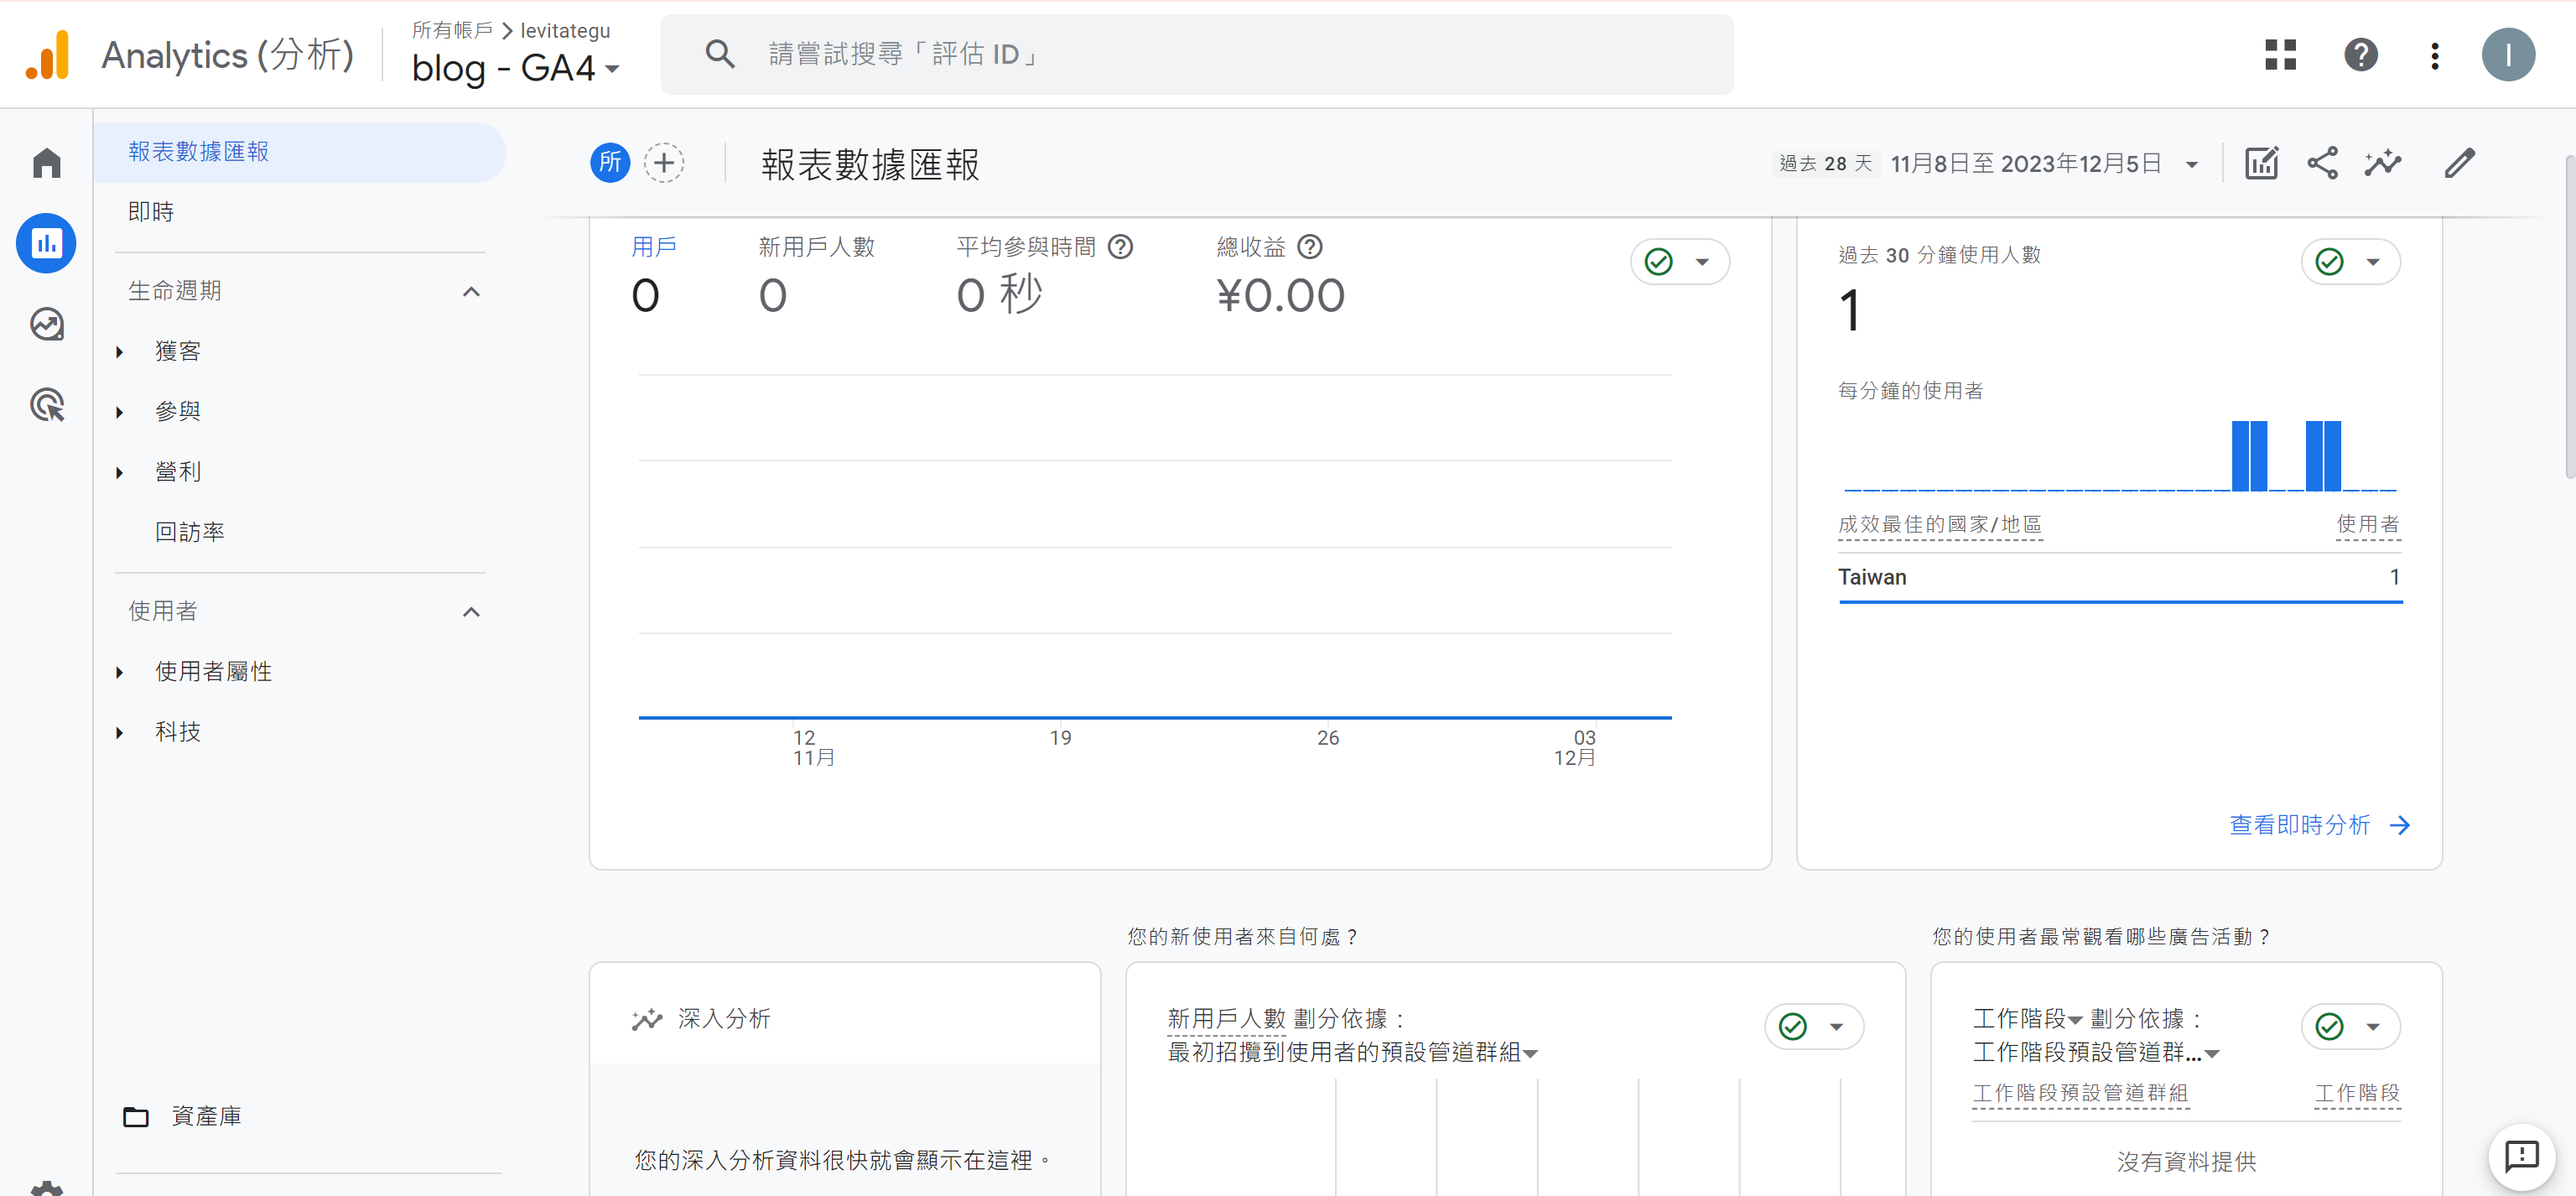 Analytics (分析)
所有帳戶 > levitategu
blog - GA4
請嘗試搜尋「評估 ID」
I
報表數據匯報
即時
生命週期
獲客
參與
營利
回訪率
使用者
使用者屬性
科技
資產庫
所
報表數據匯報
過去 28 天 11月8日至 2023年12月5日
用戶
0
新用戶人數
0
平均參與時間
0 秒
總收益
¥0.00
12
11月
19
26
03
12月
過去 30 分鐘使用人數
1
每分鐘的使用者
成效最佳的國家/地區 使用者
Taiwan 1
查看即時分析
深入分析
您的深入分析資料很快就會顯示在這裡。
您的新使用者來自何處？
新用戶人數 劃分依據：
最初招攬到使用者的預設管道群組
您的使用者最常觀看哪些廣告活動？
工作階段 劃分依據：
工作階段預設管道群...
工作階段預設管道群組 工作階段
沒有資料提供